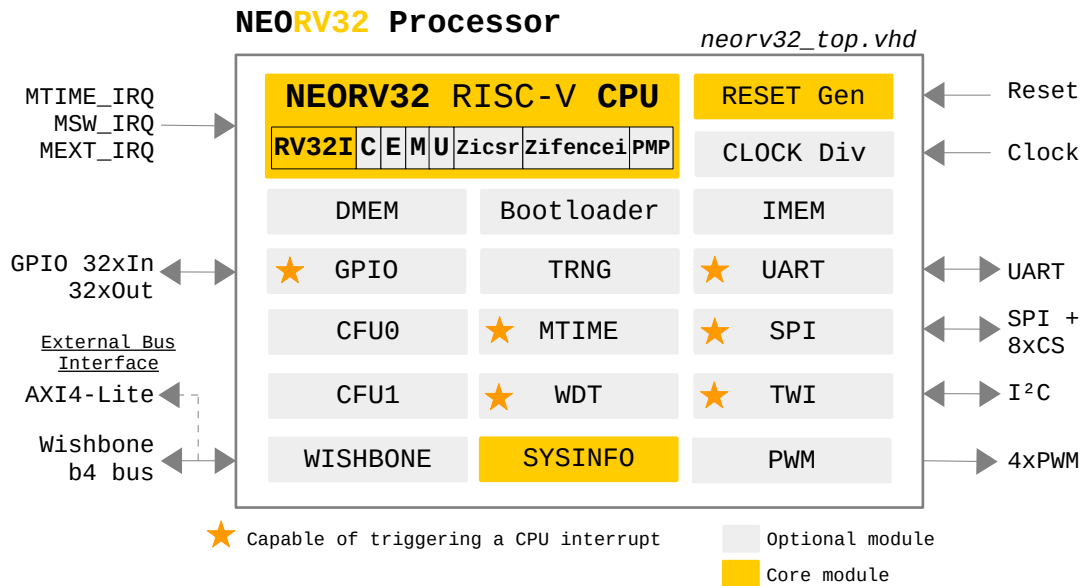 NEORV32 Processor
neorv32_top.vhd
MTIME_IRQ
MSW_IRQ
MEXT_IRQ
NEORV32 RISC-V CPU
RV32I C E M U Zicsr Zifencei PMP
RESET Gen
Reset
CLOCK Div
Clock
DMEM
Bootloader
IMEM
GPIO 32xIn
32xOut
GPIO
TRNG
UART
UART
CFU0
MTIME
SPI
SPI +
8xCS
External Bus
Interface
AXI4-Lite
CFU1
WDT
TWI
I²C
Wishbone
b4 bus
WISHBONE
SYSINFO
PWM
4xPWM
Capable of triggering a CPU interrupt
Optional module
Core module